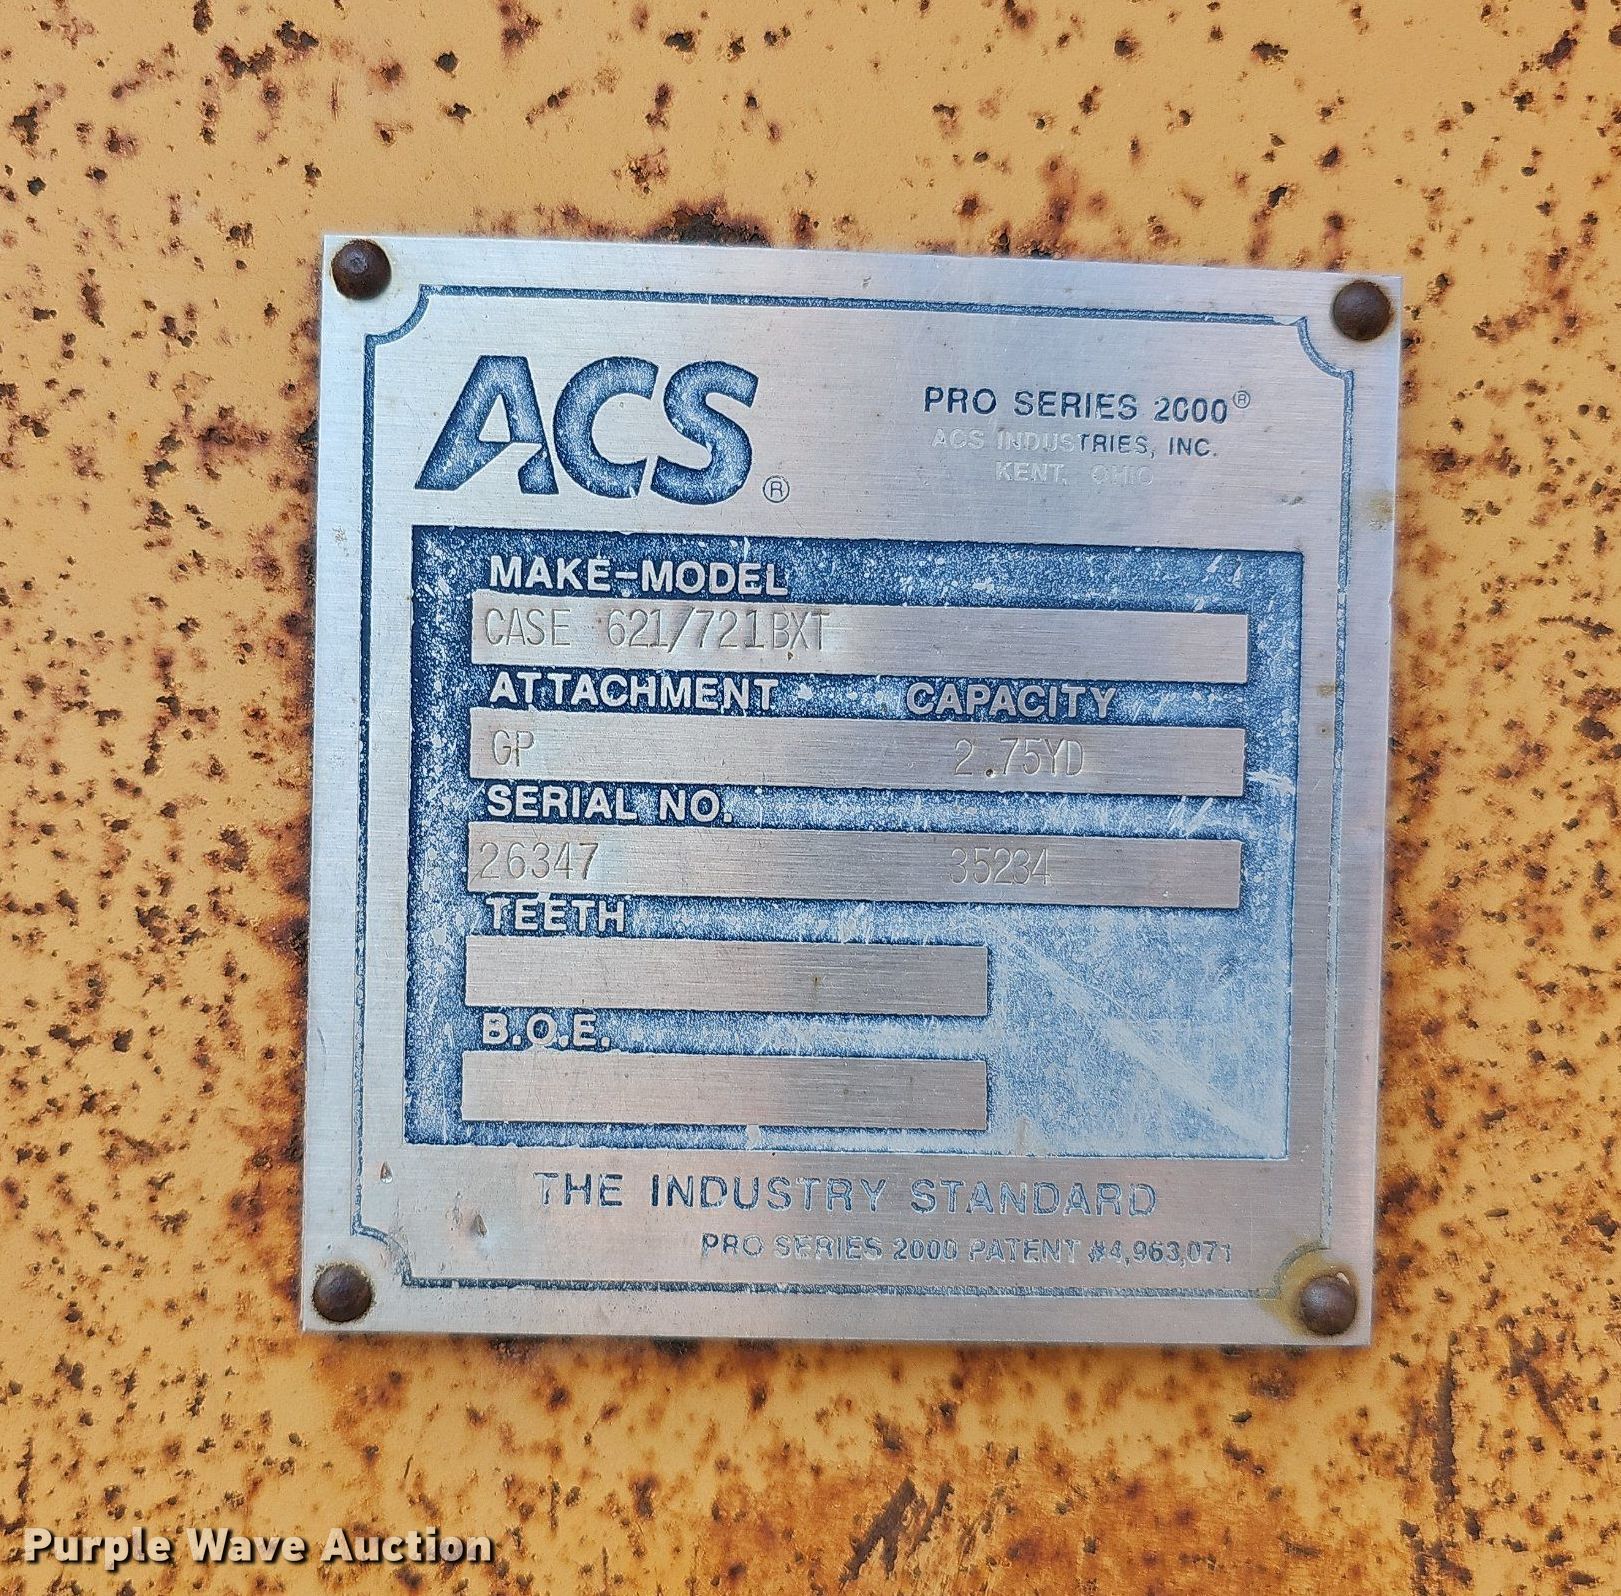 ACS®
PRO SERIES 2000®
ACS INDUSTRIES, INC.
KENT, OHIO
MAKE-MODEL
CASE 621/721BXT
ATTACHMENT CAPACITY
GP 2.75YD
SERIAL NO.
26347 35234
TEETH
B.O.E.
THE INDUSTRY STANDARD
PRO SERIES 2000 PATENT #4,963,071
Purple Wave Auction